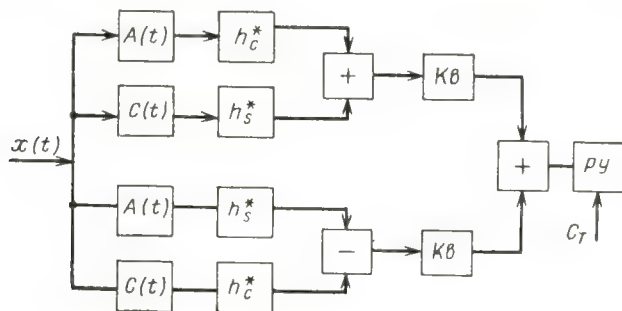 A(t) h*c
C(t) h*s
+ Кв
x(t)
A(t) h*s
C(t) h*c
− Кв
+ РУ
Cт